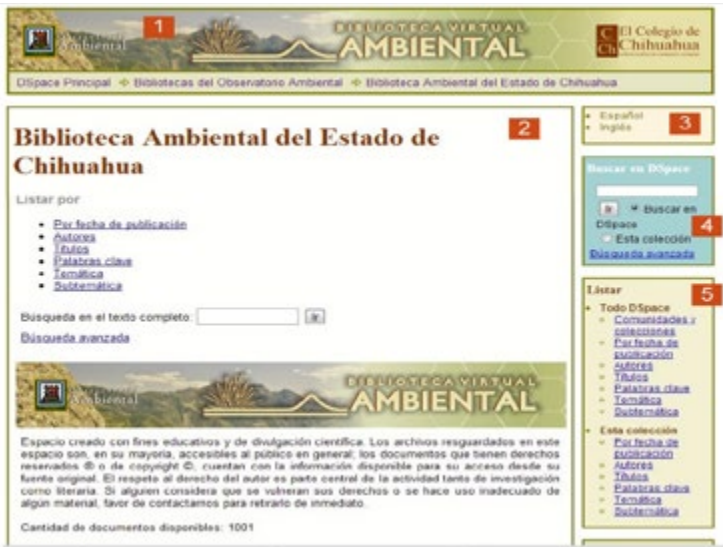 1
Ambiental
BIBLIOTECA VIRTUAL
AMBIENTAL
C Ch
El Colegio de
Chihuahua
DSpace Principal
Bibliotecas del Observatorio Ambiental
Biblioteca Ambiental del Estado de Chihuahua
2
Biblioteca Ambiental del Estado de
Chihuahua
Listar por
Por fecha de publicación
Autores
Títulos
Palabras clave
Temática
Subtemática
Búsqueda en el texto completo:
Ir
Búsqueda avanzada
Ambiental
BIBLIOTECA VIRTUAL
AMBIENTAL
Espacio creado con fines educativos y de divulgación científica. Los archivos resguardados en este
espacio son, en su mayoría, accesibles al público en general; los documentos que tienen derechos
reservados ® o de copyright ©, cuentan con la información disponible para su acceso desde su
fuente original. El respeto al derecho del autor es parte central de la actividad tanto de investigación
como literaria. Si alguien considera que se vulneran sus derechos o se hace uso inadecuado de
algún material, favor de contactarnos para retirarlo de inmediato.
Cantidad de documentos disponibles: 1001
Español
Inglés
3
Buscar en DSpace
Ir
Buscar en
DSpace
4
Esta colección
Búsqueda avanzada
Listar
5
Todo DSpace
Comunidades y
colecciones
Por fecha de
publicación
Autores
Títulos
Palabras clave
Temática
Subtemática
Esta colección
Por fecha de
publicación
Autores
Títulos
Palabras clave
Temática
Subtemática